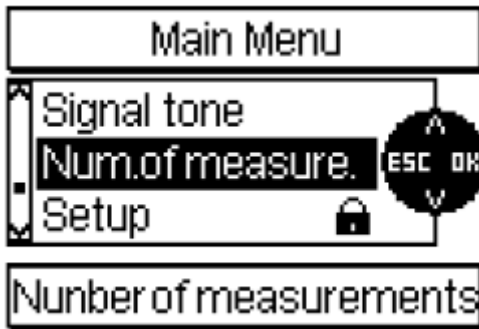 Main Menu
Signal tone
Num.of measure.
ESC OK
Setup
Nunber of measurements